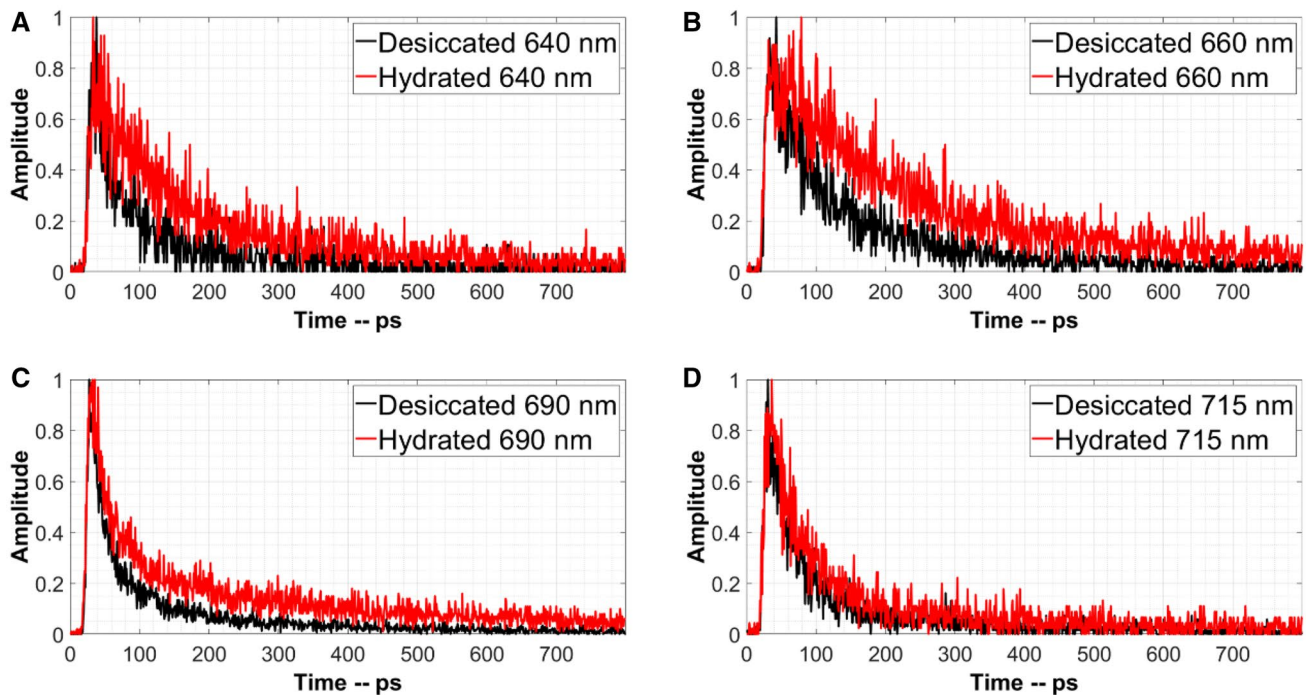 A
Desiccated 640 nm
Hydrated 640 nm
Amplitude
1
0.8
0.6
0.4
0.2
0
0 100 200 300 400 500 600 700
Time -- ps
B
Desiccated 660 nm
Hydrated 660 nm
Amplitude
1
0.8
0.6
0.4
0.2
0
0 100 200 300 400 500 600 700
Time -- ps
C
Desiccated 690 nm
Hydrated 690 nm
Amplitude
1
0.8
0.6
0.4
0.2
0
0 100 200 300 400 500 600 700
Time -- ps
D
Desiccated 715 nm
Hydrated 715 nm
Amplitude
1
0.8
0.6
0.4
0.2
0
0 100 200 300 400 500 600 700
Time -- ps